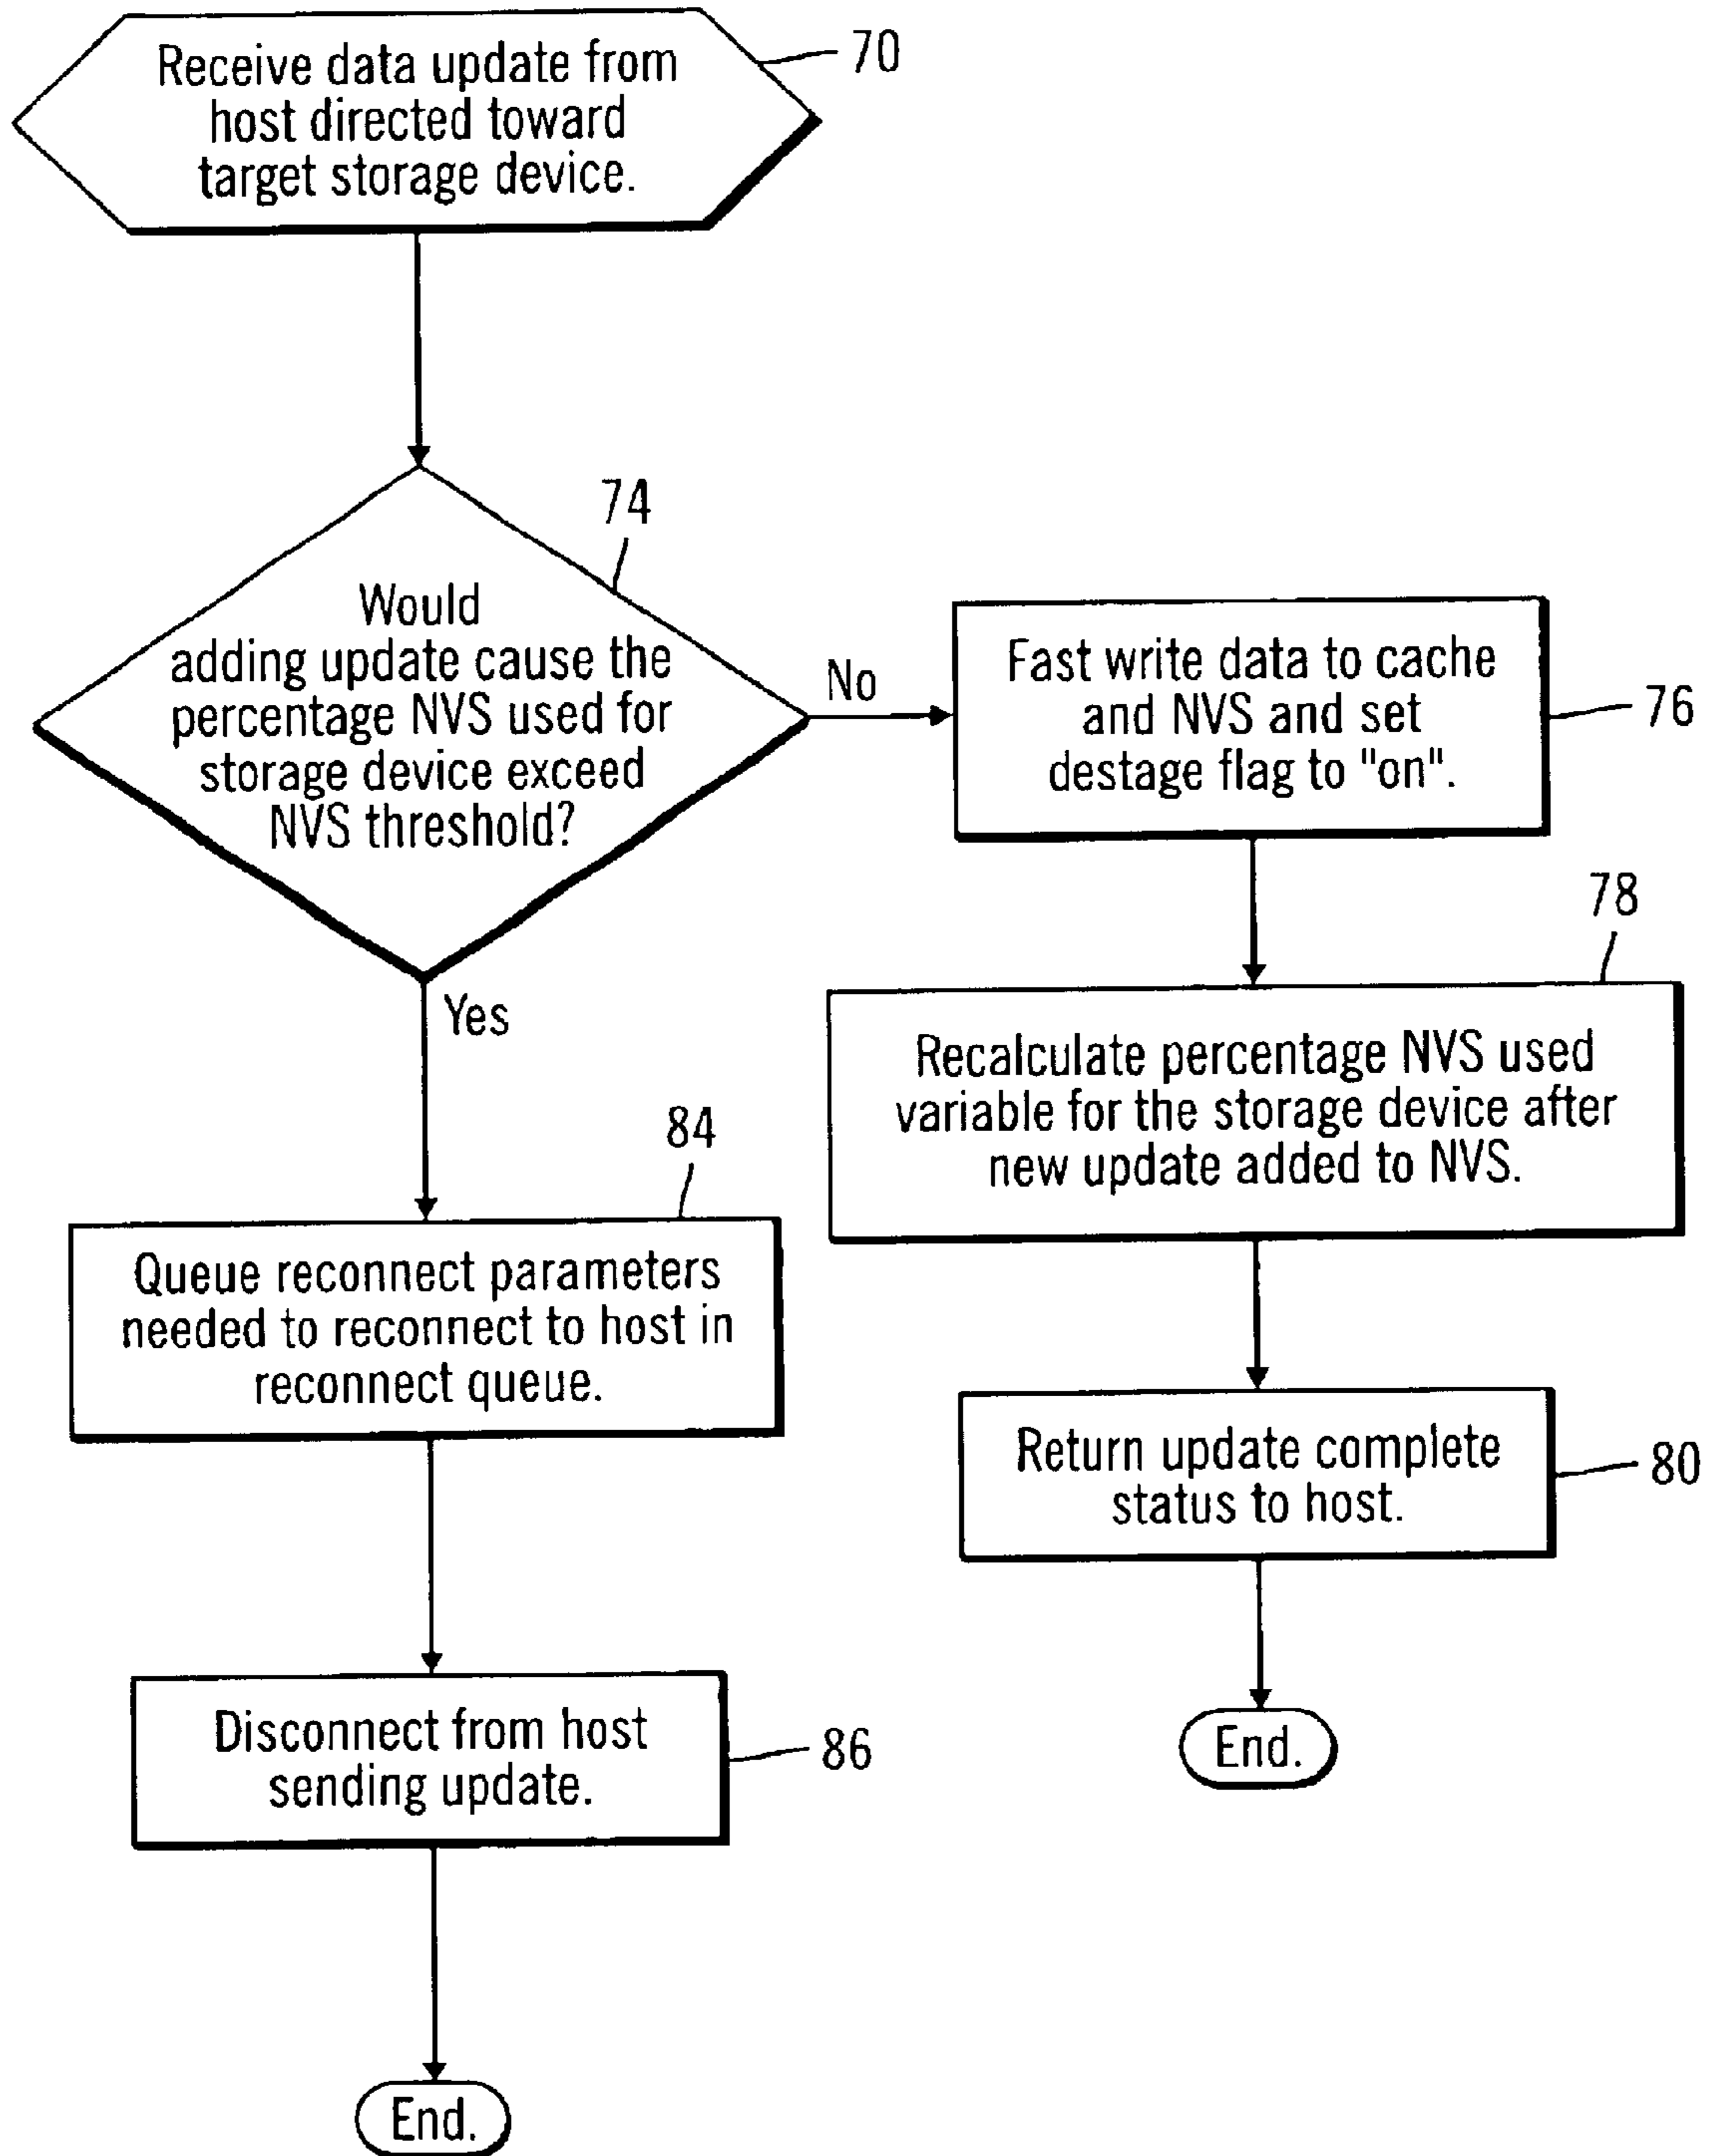 Receive data update from
host directed toward
target storage device.
70
74
Would
adding update cause the
percentage NVS used for
storage device exceed
NVS threshold?
No
Fast write data to cache
and NVS and set
destage flag to "on".
76
78
Recalculate percentage NVS used
variable for the storage device after
new update added to NVS.
Return update complete
status to host.
80
End.
Yes
84
Queue reconnect parameters
needed to reconnect to host in
reconnect queue.
Disconnect from host
sending update.
86
End.